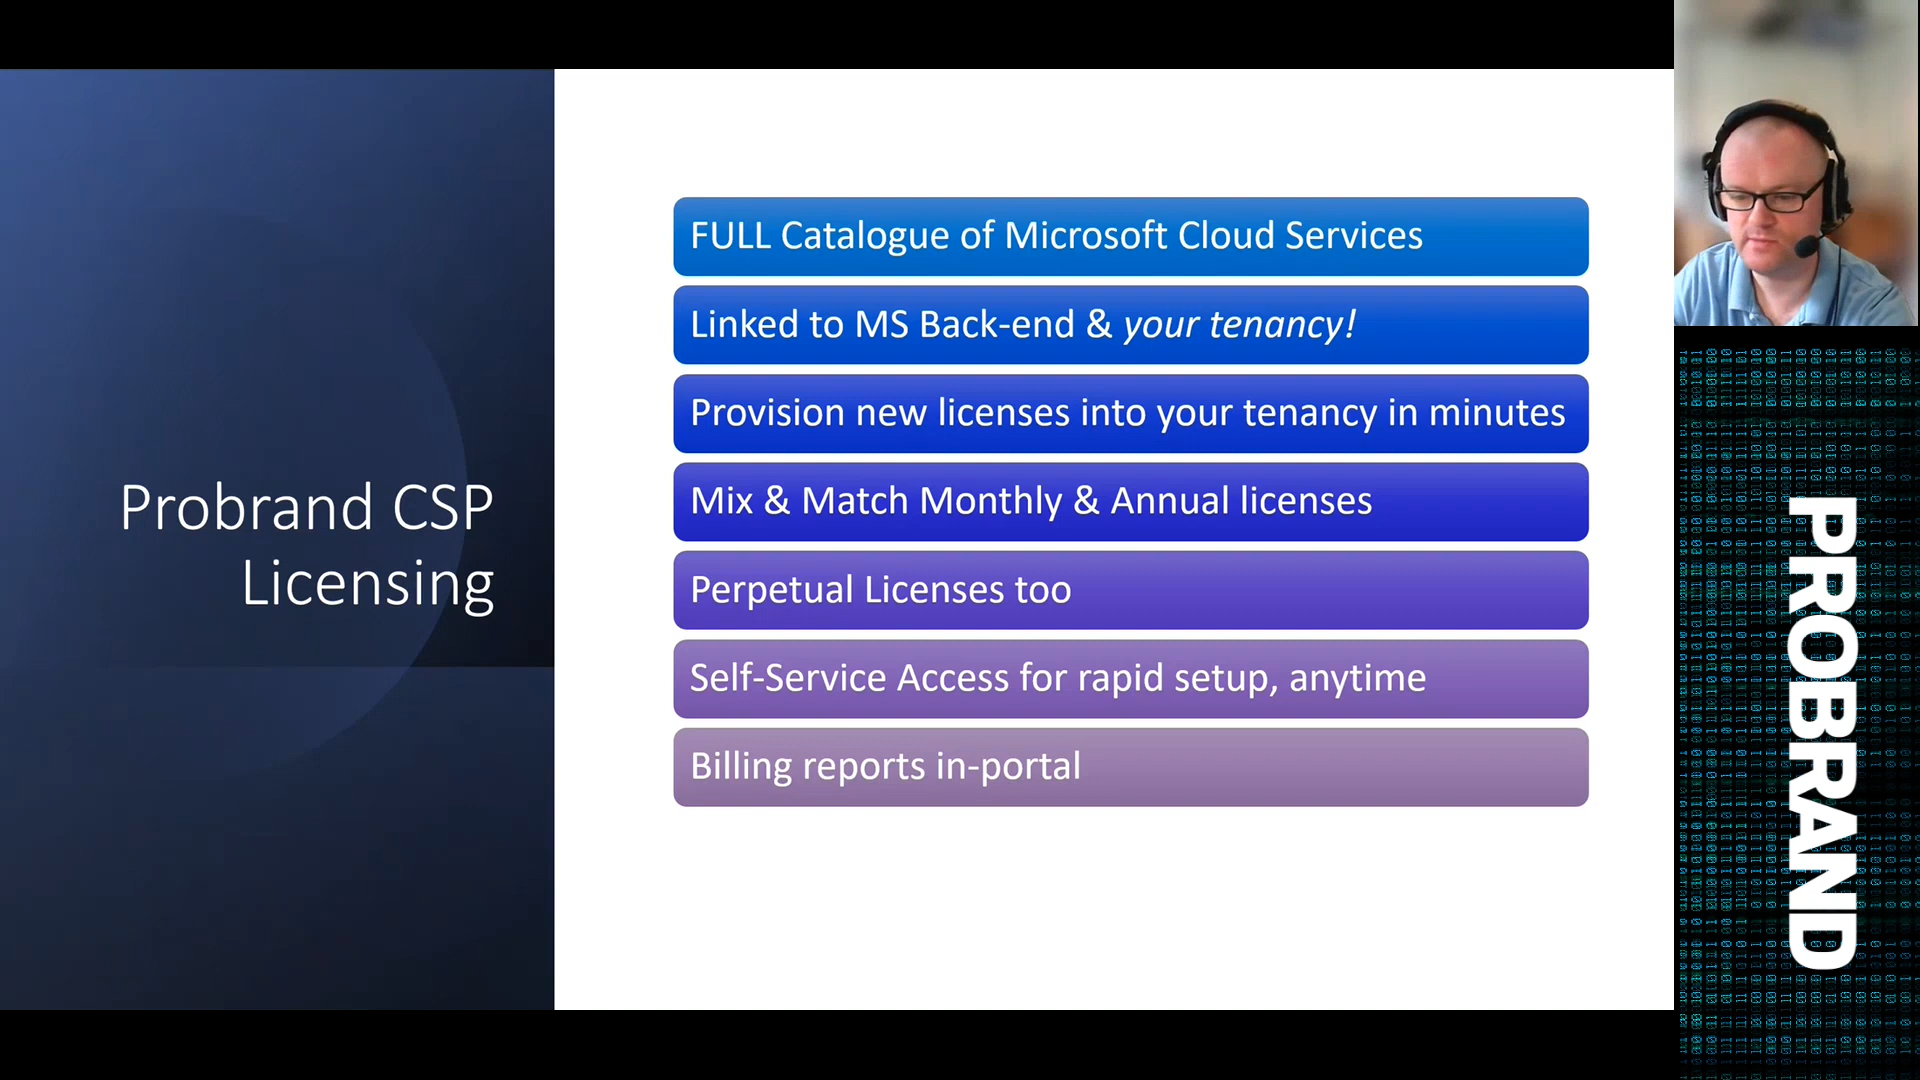 Probrand CSP
Licensing
FULL Catalogue of Microsoft Cloud Services
Linked to MS Back-end & your tenancy!
Provision new licenses into your tenancy in minutes
Mix & Match Monthly & Annual licenses
Perpetual Licenses too
Self-Service Access for rapid setup, anytime
Billing reports in-portal
PROBRAND